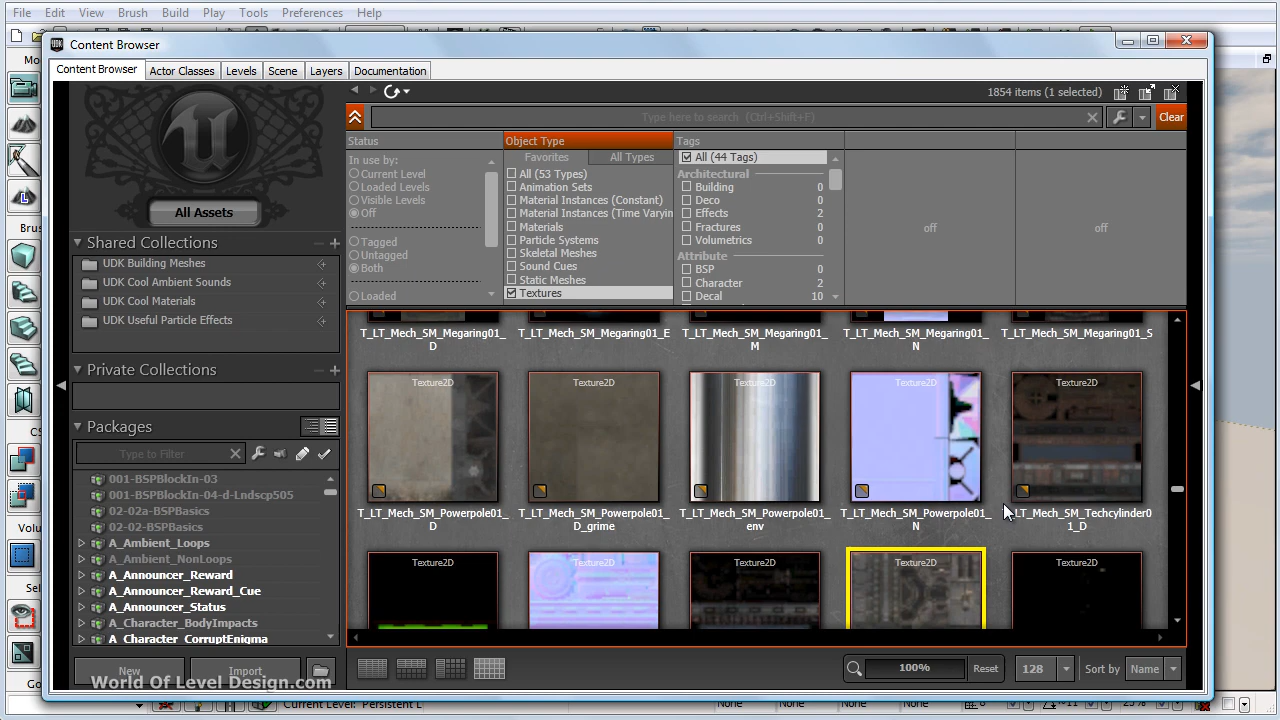 File Edit View Brush Build Play Tools Preferences Help
Content Browser
Content Browser Actor Classes Levels Scene Layers Documentation
1854 items (1 selected)
Type here to search (Ctrl+Shift+F)
Clear
All Assets
Status
In use by:
Current Level
Loaded Levels
Visible Levels
Off
Tagged
Untagged
Both
Loaded
Object Type
Favorites All Types
All (53 Types)
Animation Sets
Material Instances (Constant)
Material Instances (Time Varyin
Materials
Particle Systems
Skeletal Meshes
Sound Cues
Static Meshes
Textures
Tags
All (44 Tags)
Architectural
Building 0
Deco 0
Effects 2
Fractures 0
Volumetrics 0
Attribute
BSP 0
Character 2
Decal 10
off
off
Shared Collections
UDK Building Meshes
UDK Cool Ambient Sounds
UDK Cool Materials
UDK Useful Particle Effects
Private Collections
Packages
Type to Filter
001-BSPBlockIn-03
001-BSPBlockIn-04-d-Lndscp505
02-02a-BSPBasics
02-02-BSPBasics
A_Ambient_Loops
A_Ambient_NonLoops
A_Announcer_Reward
A_Announcer_Reward_Cue
A_Announcer_Status
A_Character_BodyImpacts
A_Character_CorruptEnigma
New Import
T_LT_Mech_SM_Megaring01_
D
T_LT_Mech_SM_Megaring01_E
T_LT_Mech_SM_Megaring01_
M
T_LT_Mech_SM_Megaring01_
N
T_LT_Mech_SM_Megaring01_S
Texture2D Texture2D Texture2D Texture2D Texture2D
T_LT_Mech_SM_Powerpole01_
D
T_LT_Mech_SM_Powerpole01_
D_grime
T_LT_Mech_SM_Powerpole01_
env
T_LT_Mech_SM_Powerpole01_
N
_LT_Mech_SM_Techcylinder0
1_D
Texture2D Texture2D Texture2D Texture2D Texture2D
100% Reset 128 Sort by Name
World Of Level Design.com
Current Level: Persistent L
None None None None